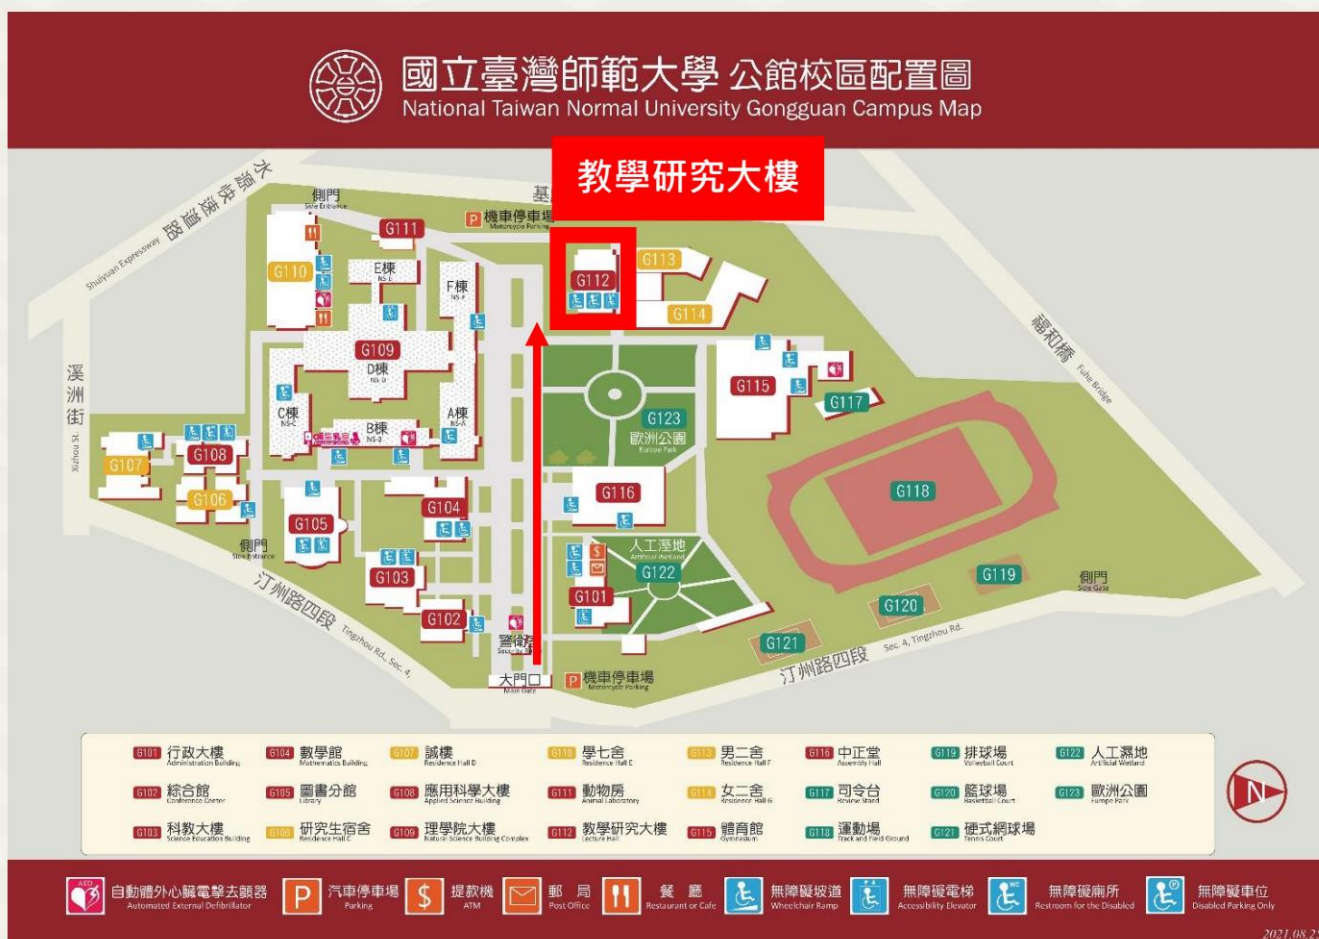 國立臺灣師範大學 公館校區配置圖
National Taiwan Normal University Gongguan Campus Map
教學研究大樓
水源快速道路
Shuiyuan Expressway
側門
Side Entrance
基
P 機車停車場
Motorcycle Parking
G111
G110
E棟
NS-E
F棟
NS-F
G112
G113
G114
G109
D棟
NS-D
C棟
NS-C
B棟
NS-B
A棟
NS-A
G115
G117
福和橋
Fuhe Bridge
溪洲街
Xizhou St.
G123
歐洲公園
Europe Park
G107
G108
G106
G105
G104
G116
G118
側門
Side Entrance
人工溼地
Artificial Wetland
G122
G103
G101
G102
G119
G120
G121
側門
Side Gate
汀州路四段
Tingzhou Rd., Sec. 4,
警衛
大門口
Main Gate
P 機車停車場
Motorcycle Parking
汀州路四段
Sec. 4, Tingzhou Rd.
G101 行政大樓 G104 數學館 G107 誠樓 G110 學七舍 G113 男二舍 G116 中正堂 G119 排球場 G122 人工濕地
Administration Building Mathematics Building Residence Hall D Residence Hall E Residence Hall F Assembly Hall Volleyball Court Artificial Wetland
G102 綜合館 G105 圖書分館 G108 應用科學大樓 G111 動物房 G114 女二舍 G117 司令台 G120 籃球場 G123 歐洲公園
Conference Center Library Applied Science Building Animal Laboratory Residence Hall G Review Stand Basketball Court Europe Park
G103 科教大樓 G106 研究生宿舍 G109 理學院大樓 G112 教學研究大樓 G115 體育館 G118 運動場 G121 硬式網球場
Science Education Building Residence Hall C Natural Science Building Complex Lecture Hall Gymnasium Track and Field Ground Tennis Court
N
AED 自動體外心臟電擊去顫器 P 汽車停車場 $ 提款機 郵 局 餐 廳 無障礙坡道 無障礙電梯 無障礙廁所 無障礙車位
Automated External Defibrillator Parking ATM Post Office Restaurant or Cafe Wheelchair Ramp Accessibility Elevator Restroom for the Disabled Disabled Parking Only